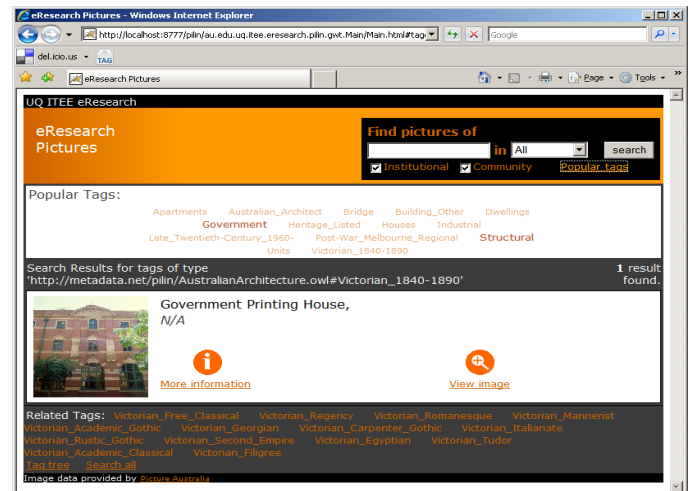 eResearch Pictures - Windows Internet Explorer
http://localhost:8777/pilin/au.edu.uq.itee.eresearch.pilin.gwt.Main/Main.html#tag:
Google
del.icio.us
TAG
eResearch Pictures
Page
Tools
UQ ITEE eResearch
eResearch
Pictures
Find pictures of
in All search
Institutional Community Popular tags
Popular Tags:
Apartments Australian_Architect Bridge Building_Other Dwellings
Government Heritage_Listed Houses Industrial
Late_Twentieth-Century_1960- Post-War_Melbourne_Regional Structural
Units Victorian_1840-1890
Search Results for tags of type 1 result
'http://metadata.net/pilin/AustralianArchitecture.owl#Victorian_1840-1890' found.
Government Printing House,
N/A
More information View image
Related Tags: Victorian_Free_Classical Victorian_Regency Victorian_Romanesque Victorian_Mannerist
Victorian_Academic_Gothic Victorian_Georgian Victorian_Carpenter_Gothic Victorian_Italianate
Victorian_Rustic_Gothic Victorian_Second_Empire Victorian_Egyptian Victorian_Tudor
Victorian_Academic_Classical Victorian_Filigree
Tag tree Search all
Image data provided by Picture Australia